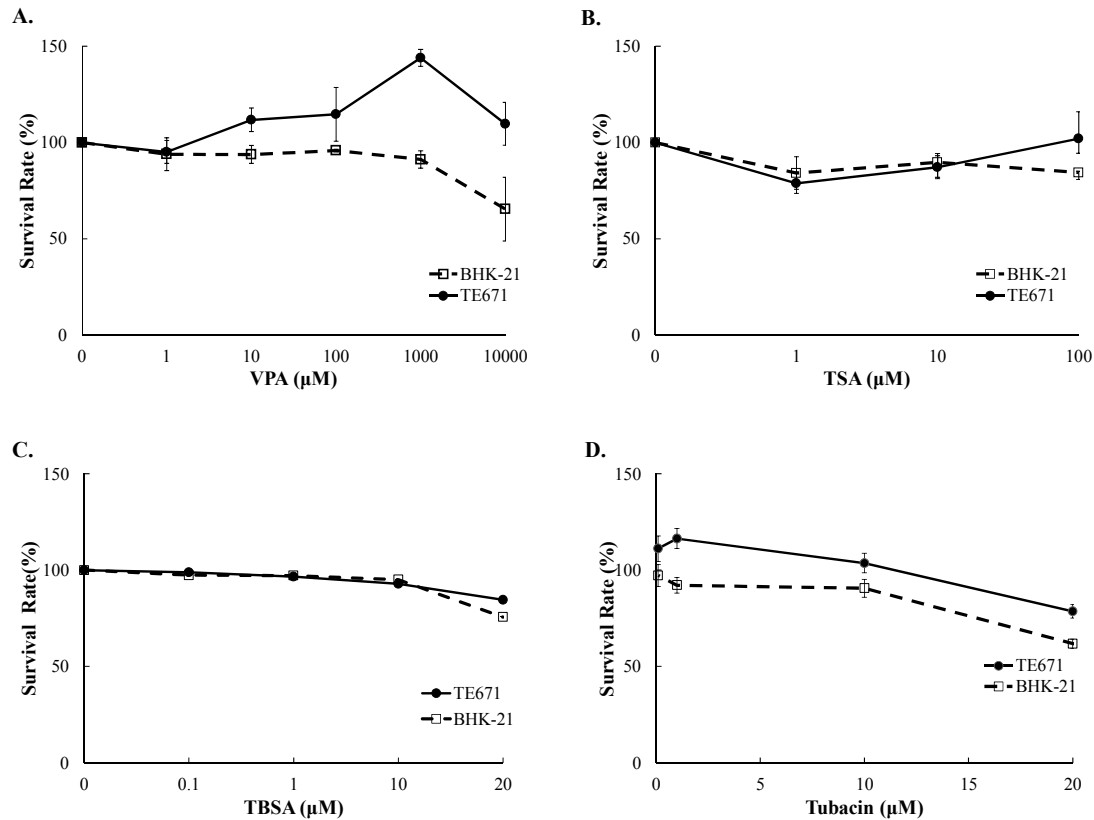 A.
150
100
50
0
Survival Rate (%)
BHK-21
TE671
0 1 10 100 1000 10000
VPA (µM)
B.
150
100
50
0
Survival Rate (%)
BHK-21
TE671
0 1 10 100
TSA (µM)
C.
150
100
50
0
Survival Rate(%)
TE671
BHK-21
0 0.1 1 10 20
TBSA (µM)
D.
150
100
50
0
Survival Rate (%)
TE671
BHK-21
0 5 10 15 20
Tubacin (µM)